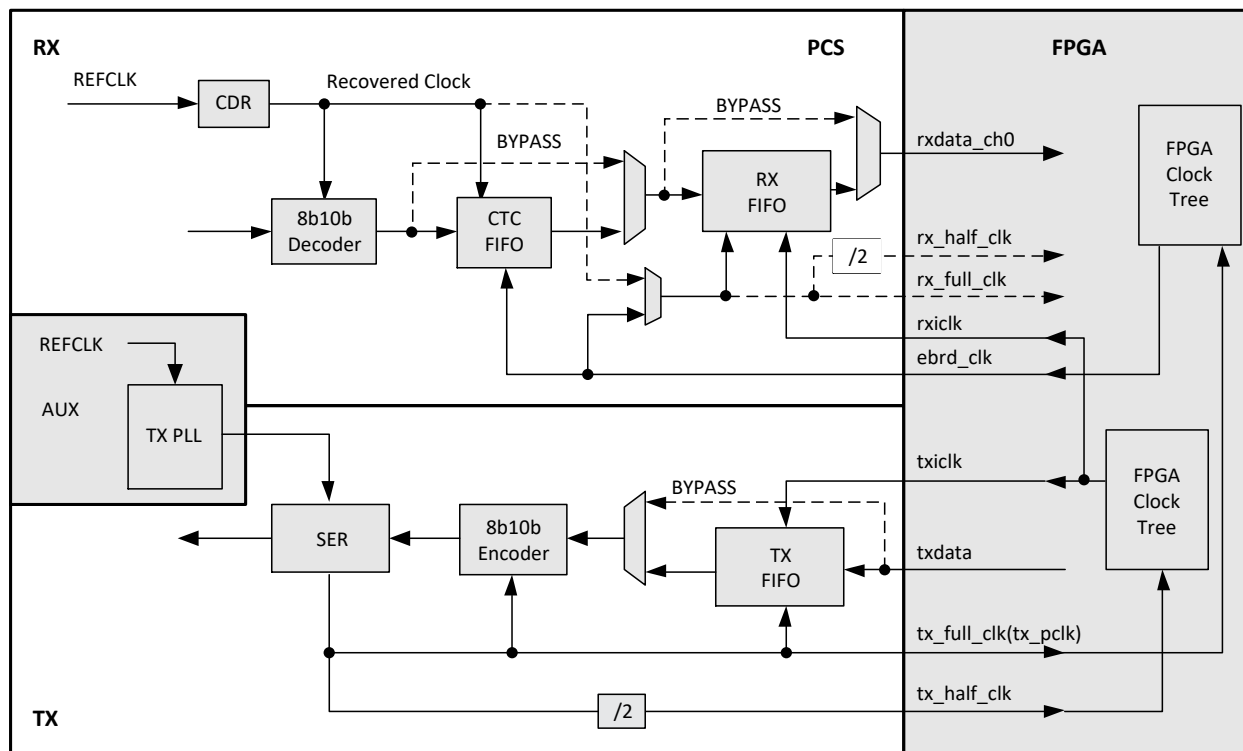 RX
PCS
FPGA
REFCLK
CDR
Recovered Clock
BYPASS
BYPASS
rxdata_ch0
FPGA
Clock
Tree
8b10b
Decoder
CTC
FIFO
RX
FIFO
/2
rx_half_clk
rx_full_clk
rxiclk
ebrd_clk
REFCLK
AUX
TX PLL
txiclk
FPGA
Clock
Tree
BYPASS
SER
8b10b
Encoder
TX
FIFO
txdata
tx_full_clk(tx_pclk)
tx_half_clk
/2
TX